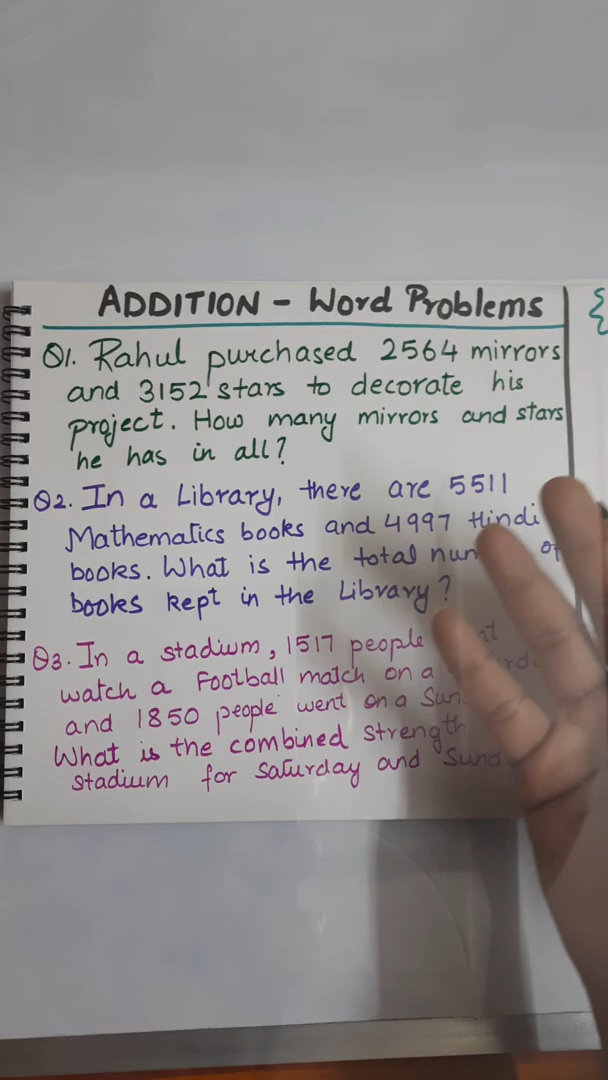 ADDITION - Word Problems
Q1. Rahul purchased 2564 mirrors
and 3152 stars to decorate his
project. How many mirrors and stars
he has in all?
Q2. In a Library, there are 5511
Mathematics books and 4997 Hindi
books. What is the total of
books kept in the Library?
Q3. In a stadium, 1517 people
watch a Football match on a
and 1850 people went on a
What is the combined strength
stadium for Saturday and